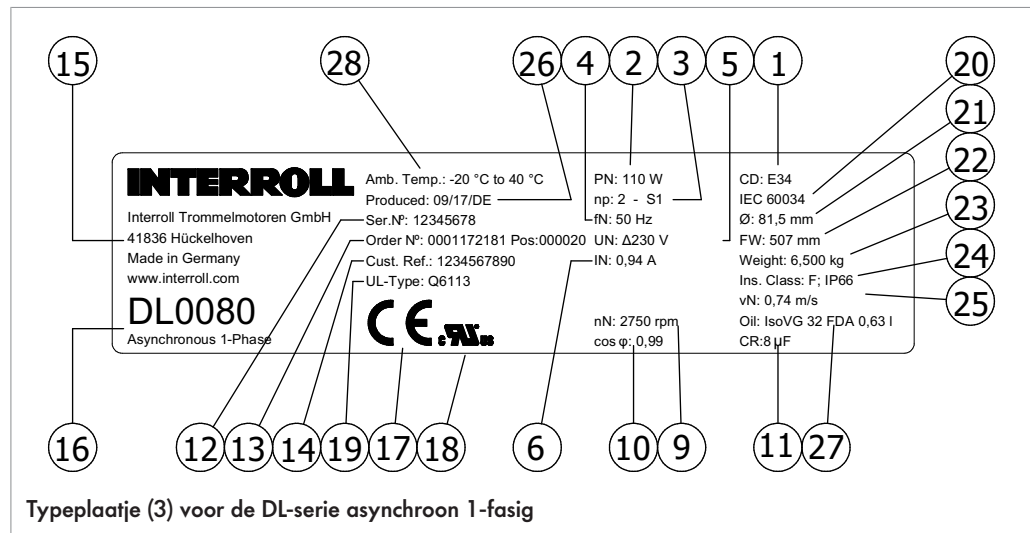 15 28 26 4 2 3 5 1 20
21
22
23
24
25
INTERROLL
Interroll Trommelmotoren GmbH
41836 Hückelhoven
Made in Germany
www.interroll.com
DL0080
Asynchronous 1-Phase
Amb. Temp.: -20 °C to 40 °C
Produced: 09/17/DE
Ser.Nº: 12345678
Order Nº: 0001172181 Pos:000020
Cust. Ref.: 1234567890
UL-Type: Q6113
CE c us
PN: 110 W
np: 2 - S1
fN: 50 Hz
UN: Δ230 V
IN: 0,94 A
nN: 2750 rpm
cos φ: 0,99
CD: E34
IEC 60034
Ø: 81,5 mm
FW: 507 mm
Weight: 6,500 kg
Ins. Class: F; IP66
vN: 0,74 m/s
Oil: IsoVG 32 FDA 0,63 l
CR:8 µF
16 12 13 14 19 17 18 6 10 9 11 27
Typeplaatje (3) voor de DL-serie asynchroon 1-fasig